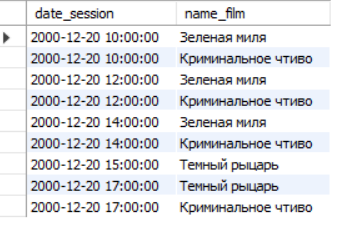 date_session name_film
2000-12-20 10:00:00 Зеленая миля
2000-12-20 10:00:00 Криминальное чтиво
2000-12-20 12:00:00 Зеленая миля
2000-12-20 12:00:00 Криминальное чтиво
2000-12-20 14:00:00 Зеленая миля
2000-12-20 14:00:00 Криминальное чтиво
2000-12-20 15:00:00 Темный рыцарь
2000-12-20 17:00:00 Темный рыцарь
2000-12-20 17:00:00 Криминальное чтиво